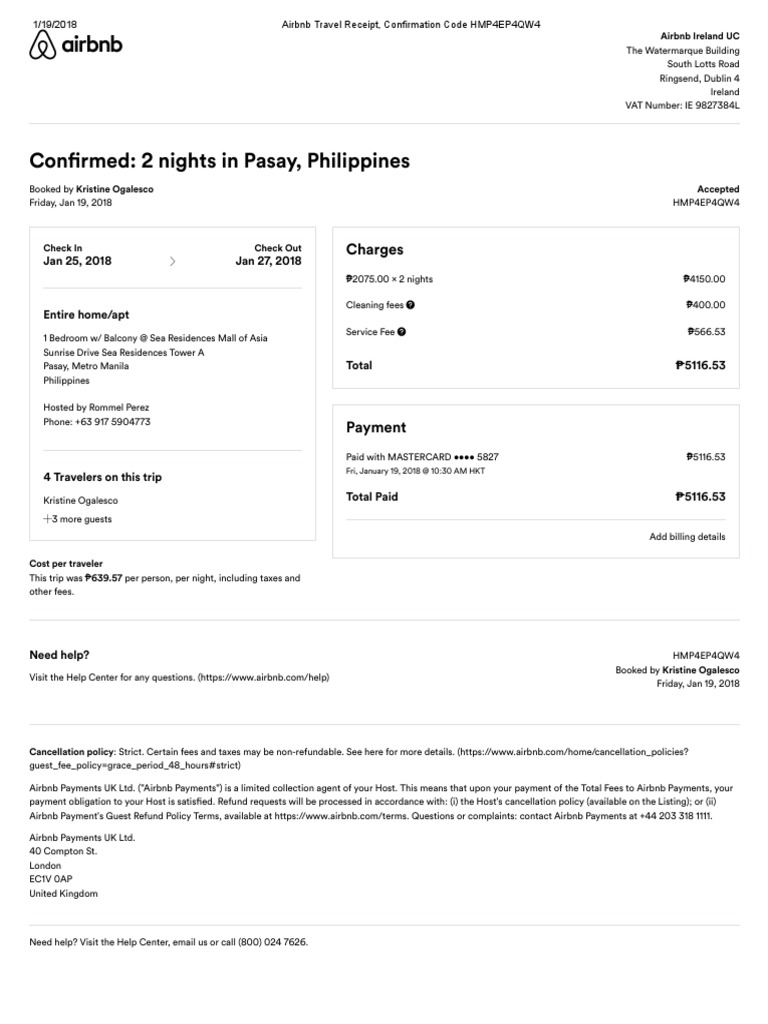 1/19/2018
Airbnb Travel Receipt, Confirmation Code HMP4EP4QW4
airbnb
Airbnb Ireland UC
The Watermarque Building
South Lotts Road
Ringsend, Dublin 4
Ireland
VAT Number: IE 9827384L
Confirmed: 2 nights in Pasay, Philippines
Booked by Kristine Ogalesco
Friday, Jan 19, 2018
Accepted
HMP4EP4QW4
Check In
Jan 25, 2018
Check Out
Jan 27, 2018
Entire home/apt
1 Bedroom w/ Balcony @ Sea Residences Mall of Asia
Sunrise Drive Sea Residences Tower A
Pasay, Metro Manila
Philippines
Hosted by Rommel Perez
Phone: +63 917 5904773
4 Travelers on this trip
Kristine Ogalesco
+3 more guests
Cost per traveler
This trip was ₱639.57 per person, per night, including taxes and
other fees.
Charges
₱2075.00 × 2 nights ₱4150.00
Cleaning fees ? ₱400.00
Service Fee ? ₱566.53
Total ₱5116.53
Payment
Paid with MASTERCARD •••• 5827 ₱5116.53
Fri, January 19, 2018 @ 10:30 AM HKT
Total Paid ₱5116.53
Add billing details
Need help?
Visit the Help Center for any questions. (https://www.airbnb.com/help)
HMP4EP4QW4
Booked by Kristine Ogalesco
Friday, Jan 19, 2018
Cancellation policy: Strict. Certain fees and taxes may be non-refundable. See here for more details. (https://www.airbnb.com/home/cancellation_policies?
guest_fee_policy=grace_period_48_hours#strict)
Airbnb Payments UK Ltd. ("Airbnb Payments") is a limited collection agent of your Host. This means that upon your payment of the Total Fees to Airbnb Payments, your
payment obligation to your Host is satisfied. Refund requests will be processed in accordance with: (i) the Host's cancellation policy (available on the Listing); or (ii)
Airbnb Payment's Guest Refund Policy Terms, available at https://www.airbnb.com/terms. Questions or complaints: contact Airbnb Payments at +44 203 318 1111.
Airbnb Payments UK Ltd.
40 Compton St.
London
EC1V 0AP
United Kingdom
Need help? Visit the Help Center, email us or call (800) 024 7626.